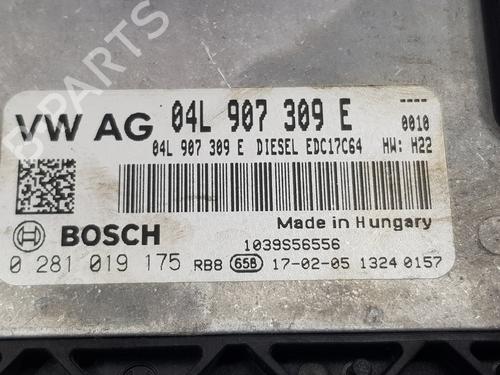 VW AG 04L 907 309 E ----
0010
04L 907 309 E DIESEL EDC17C64 HW: H22
Made in Hungary
BOSCH 1039S56556
0 281 019 175 RB8 65B 17-02-05 1324 0157
B-PARTS